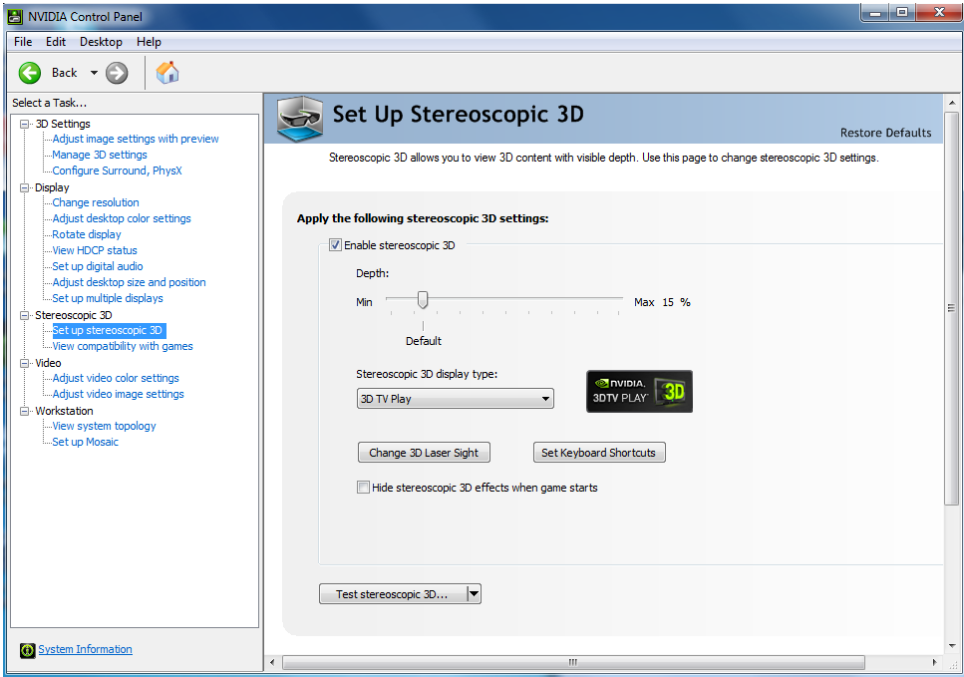 NVIDIA Control Panel
File Edit Desktop Help
Back
Select a Task...
3D Settings
Adjust image settings with preview
Manage 3D settings
Configure Surround, PhysX
Display
Change resolution
Adjust desktop color settings
Rotate display
View HDCP status
Set up digital audio
Adjust desktop size and position
Set up multiple displays
Stereoscopic 3D
Set up stereoscopic 3D
View compatibility with games
Video
Adjust video color settings
Adjust video image settings
Workstation
View system topology
Set up Mosaic
System Information
Set Up Stereoscopic 3D
Restore Defaults
Stereoscopic 3D allows you to view 3D content with visible depth. Use this page to change stereoscopic 3D settings.
Apply the following stereoscopic 3D settings:
Enable stereoscopic 3D
Depth:
Min Max 15 %
Default
Stereoscopic 3D display type:
3D TV Play
NVIDIA.
3DTV PLAY 3D
Change 3D Laser Sight Set Keyboard Shortcuts
Hide stereoscopic 3D effects when game starts
Test stereoscopic 3D...